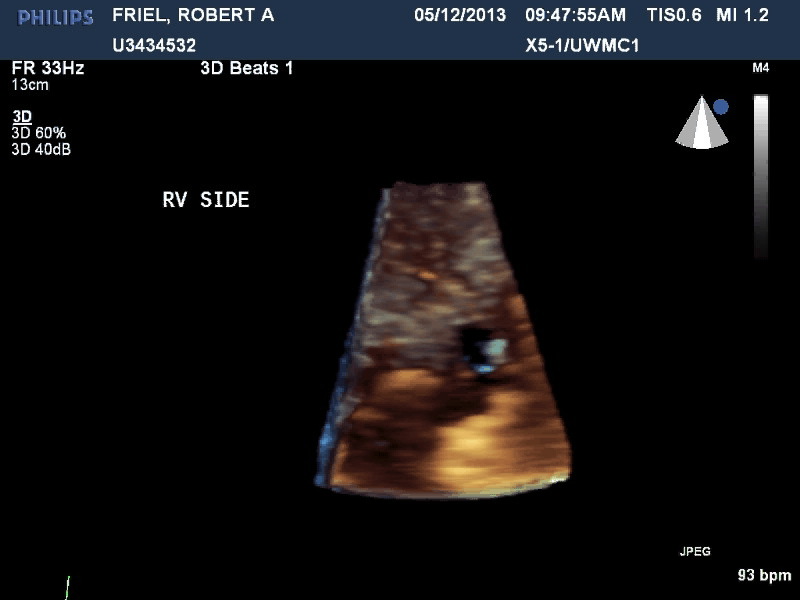 PHILIPS FRIEL, ROBERT A 05/12/2013 09:47:55AM TIS0.6 MI 1.2
U3434532 X5-1/UWMC1
FR 33Hz 3D Beats 1 M4
13cm
3D
3D 60%
3D 40dB
RV SIDE
JPEG
93 bpm